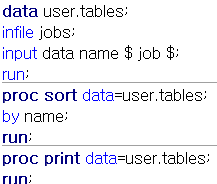 data user.tables;
infile jobs;
input data name $ job $;
run;
proc sort data=user.tables;
by name;
run;
proc print data=user.tables;
run;